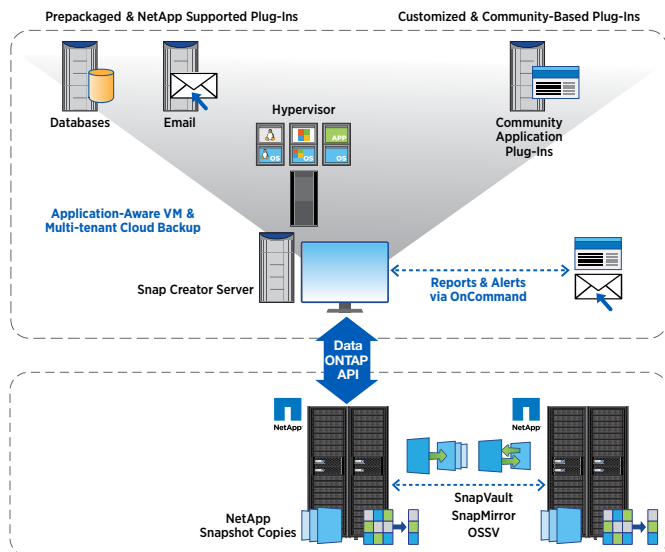 Prepackaged & NetApp Supported Plug-Ins
Customized & Community-Based Plug-Ins
Databases
Email
Hypervisor
APP
OS
OS
OS
Community
Application
Plug-Ins
Application-Aware VM &
Multi-tenant Cloud Backup
Snap Creator Server
Reports & Alerts
via OnCommand
Data
ONTAP
API
NetApp
NetApp
SnapVault
SnapMirror
OSSV
NetApp
Snapshot Copies